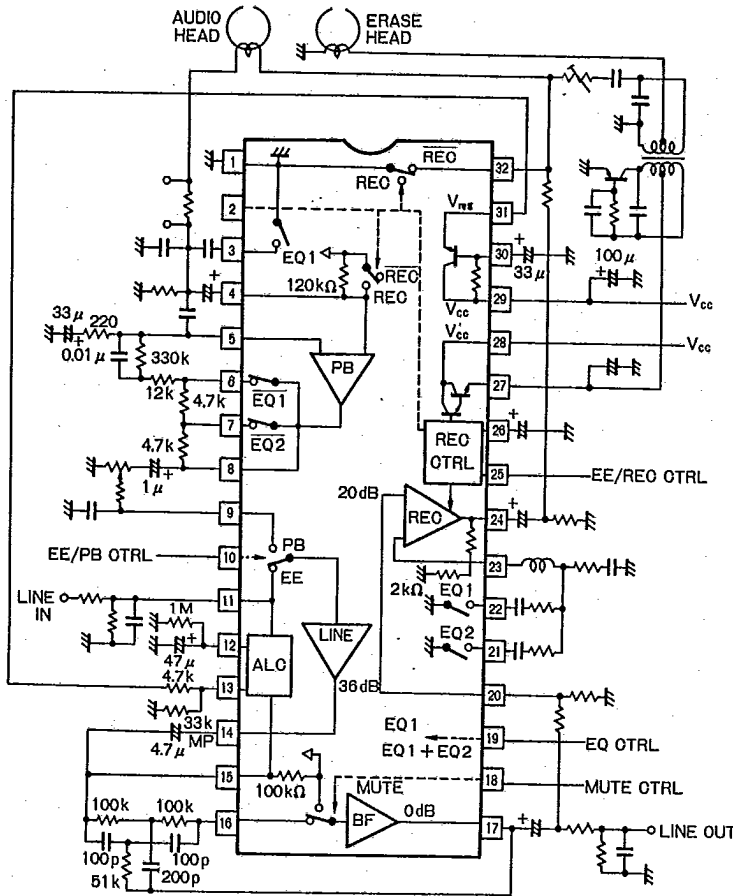 AUDIO HEAD
ERASE HEAD
1
REC
REC
32
2
Vreg
31
3
EQ1
REC
REC
120kΩ
30
33μ
100μ
4
29
Vcc
Vcc
Vcc'
28
Vcc
33μ
220
0.01μ
330k
5
PB
27
12k
6
EQ1
4.7k
7
EQ2
REC CTRL
26
4.7k
8
25
EE/REC CTRL
1μ
20dB
REC
24
9
EE/PB CTRL
10
PB
EE
23
2kΩ
EQ1
22
LINE IN
11
EQ2
21
1M
12
47μ
ALC
LINE
4.7k
13
36dB
20
33k
MP
4.7μ
14
EQ1
EQ1+EQ2
19
EQ CTRL
15
100kΩ
MUTE
18
MUTE CTRL
100k
100k
16
BF
0dB
17
LINE OUT
100p
100p
51k
200p